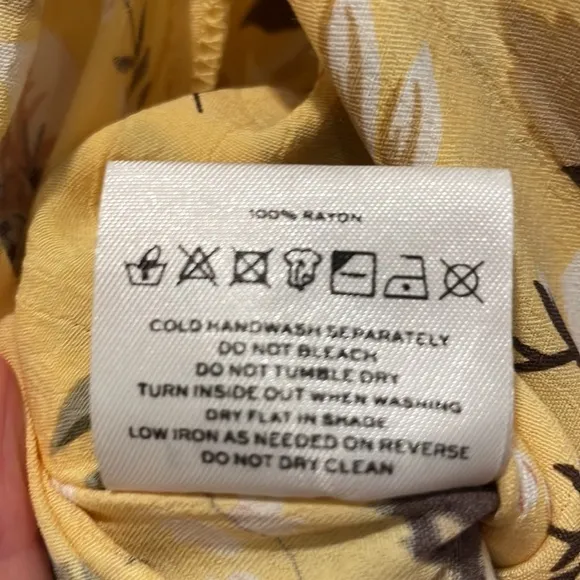 100% RAYON
COLD HANDWASH SEPARATELY
DO NOT BLEACH
DO NOT TUMBLE DRY
TURN INSIDE OUT WHEN WASHING
DRY FLAT IN SHADE
LOW IRON AS NEEDED ON REVERSE
DO NOT DRY CLEAN